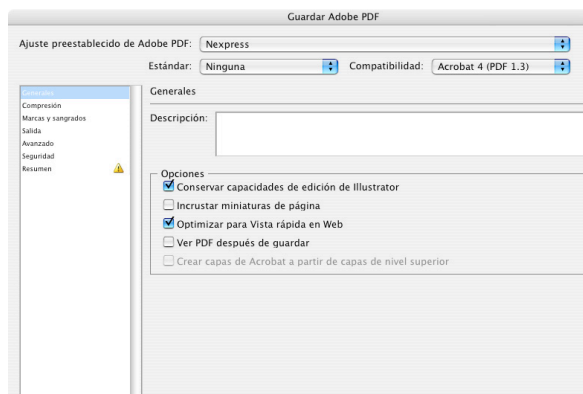 Guardar Adobe PDF
Ajuste preestablecido de Adobe PDF: Nexpress
Estándar: Ninguna Compatibilidad: Acrobat 4 (PDF 1.3)
Generales
Compresión
Marcas y sangrados
Salida
Avanzado
Seguridad
Resumen
Generales
Descripción:
Opciones
Conservar capacidades de edición de Illustrator
Incrustar miniaturas de página
Optimizar para Vista rápida en Web
Ver PDF después de guardar
Crear capas de Acrobat a partir de capas de nivel superior